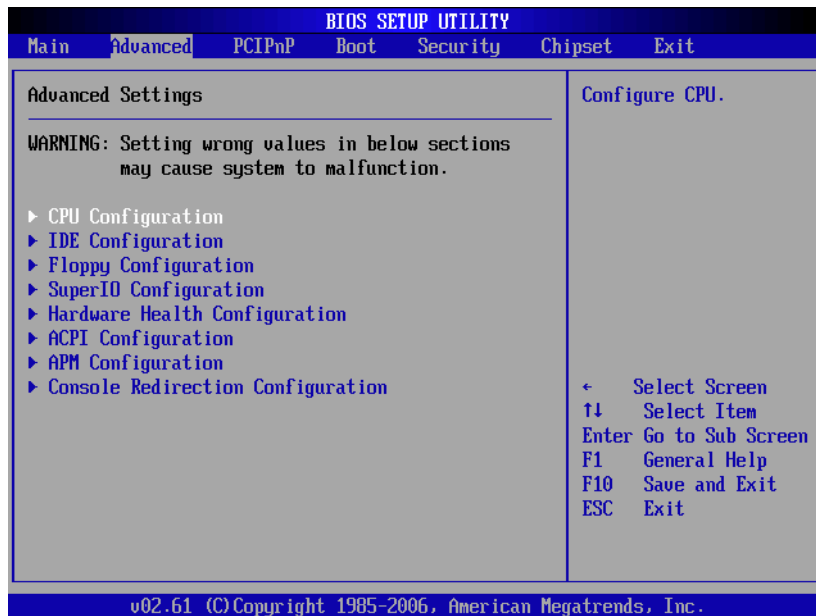 BIOS SETUP UTILITY
Main Advanced PCIPnP Boot Security Chipset Exit
Advanced Settings
WARNING: Setting wrong values in below sections
may cause system to malfunction.
▶ CPU Configuration
▶ IDE Configuration
▶ Floppy Configuration
▶ SuperIO Configuration
▶ Hardware Health Configuration
▶ ACPI Configuration
▶ APM Configuration
▶ Console Redirection Configuration
Configure CPU.
← Select Screen
↑↓ Select Item
Enter Go to Sub Screen
F1 General Help
F10 Save and Exit
ESC Exit
v02.61 (C)Copyright 1985-2006, American Megatrends, Inc.